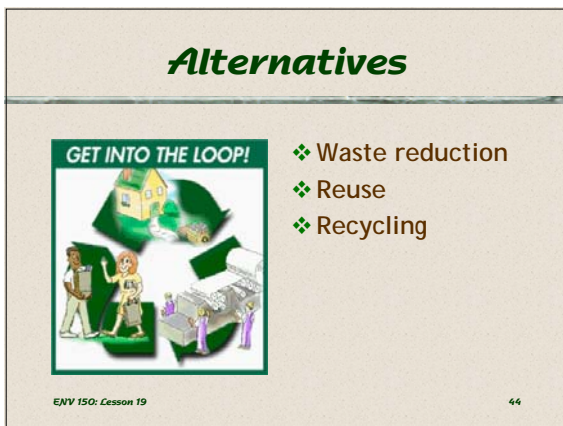 Alternatives
GET INTO THE LOOP!
❖ Waste reduction
❖ Reuse
❖ Recycling
ENV 150: Lesson 19
44